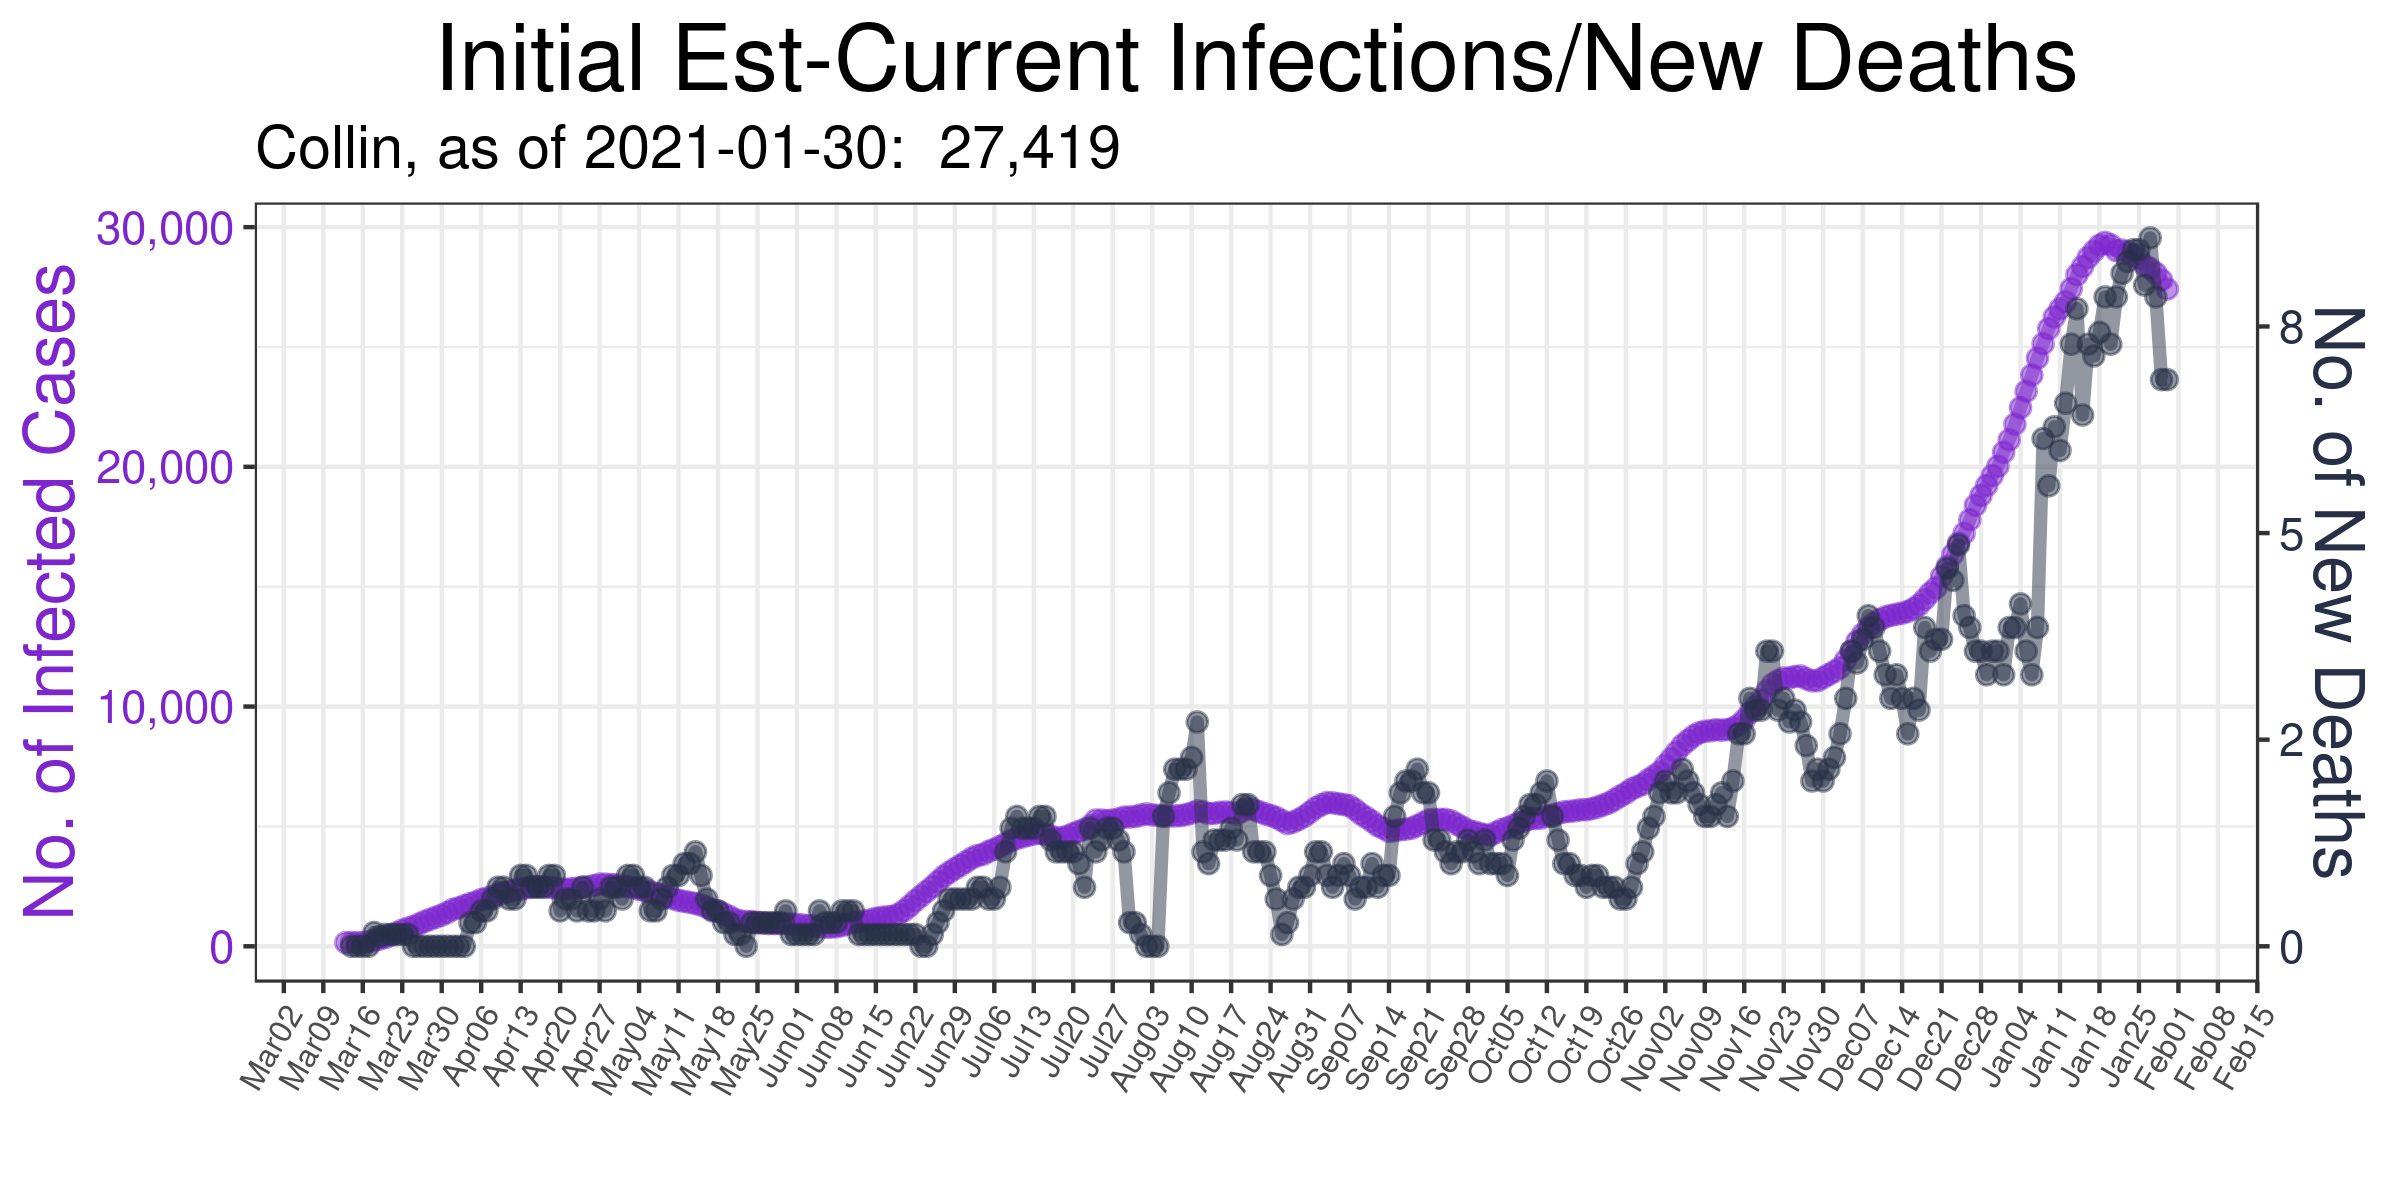 Initial Est-Current Infections/New Deaths
Collin, as of 2021-01-30:  27,419
No. of Infected Cases
30,000
20,000
10,000
0
8
5
2
0
No. of New Deaths
Mar02
Mar09
Mar16
Mar23
Mar30
Apr06
Apr13
Apr20
Apr27
May04
May11
May18
May25
Jun01
Jun08
Jun15
Jun22
Jun29
Jul06
Jul13
Jul20
Jul27
Aug03
Aug10
Aug17
Aug24
Aug31
Sep07
Sep14
Sep21
Sep28
Oct05
Oct12
Oct19
Oct26
Nov02
Nov09
Nov16
Nov23
Nov30
Dec07
Dec14
Dec21
Dec28
Jan04
Jan11
Jan18
Jan25
Feb01
Feb08
Feb15